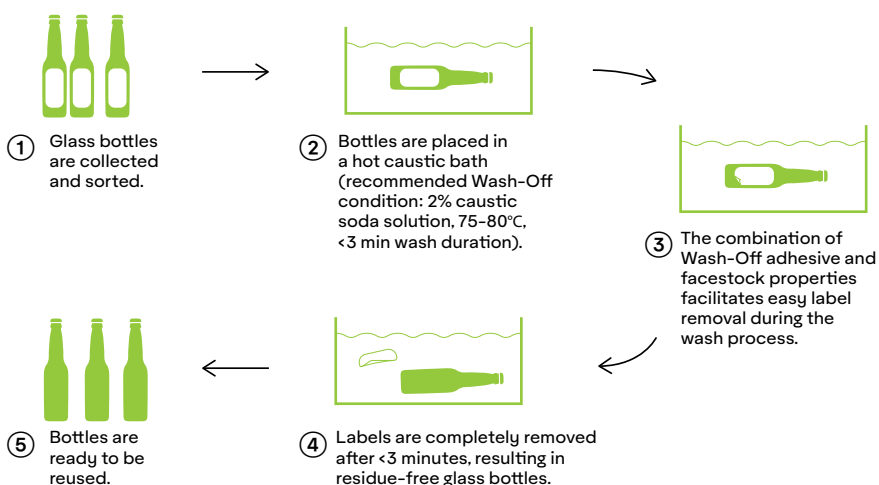 1 Glass bottles
are collected
and sorted.
2 Bottles are placed in
a hot caustic bath
(recommended Wash-Off
condition: 2% caustic
soda solution, 75-80°C,
<3 min wash duration).
3 The combination of
Wash-Off adhesive and
facestock properties
facilitates easy label
removal during the
wash process.
4 Labels are completely removed
after <3 minutes, resulting in
residue-free glass bottles.
5 Bottles are
ready to be
reused.